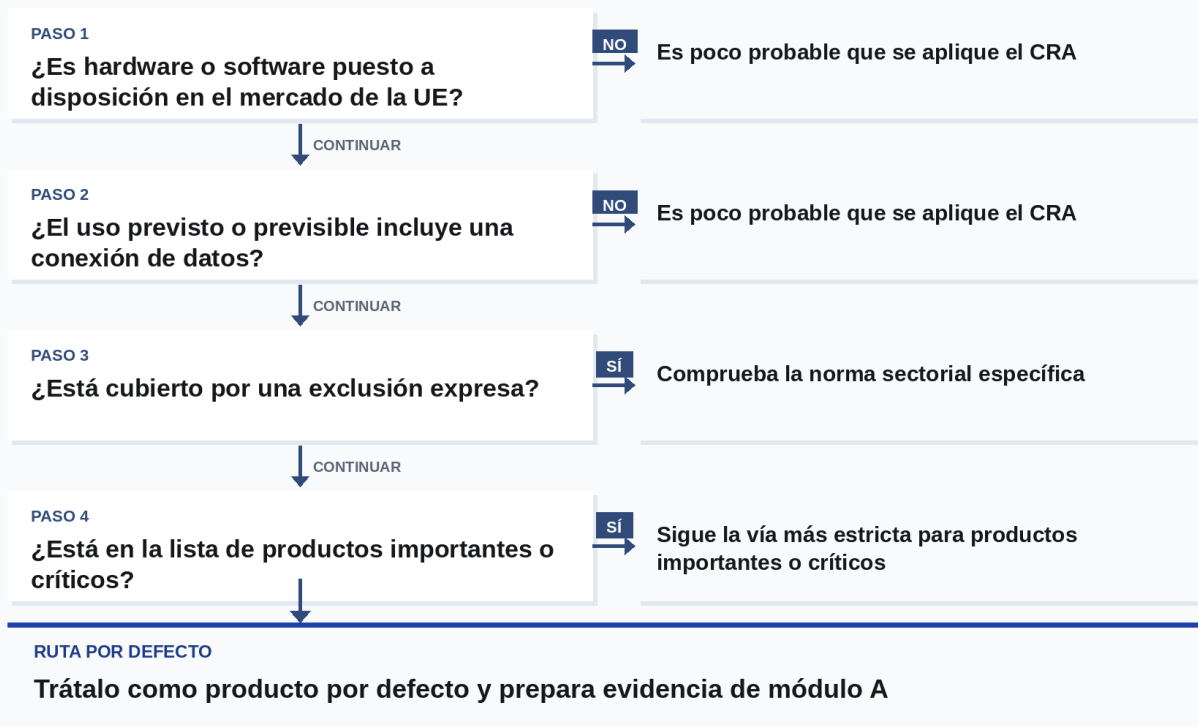 PASO 1
¿Es hardware o software puesto a
disposición en el mercado de la UE?
NO
Es poco probable que se aplique el CRA
CONTINUAR
PASO 2
¿El uso previsto o previsible incluye una
conexión de datos?
NO
Es poco probable que se aplique el CRA
CONTINUAR
PASO 3
¿Está cubierto por una exclusión expresa?
SÍ
Comprueba la norma sectorial específica
CONTINUAR
PASO 4
¿Está en la lista de productos importantes o
críticos?
SÍ
Sigue la vía más estricta para productos
importantes o críticos
RUTA POR DEFECTO
Trátalo como producto por defecto y prepara evidencia de módulo A